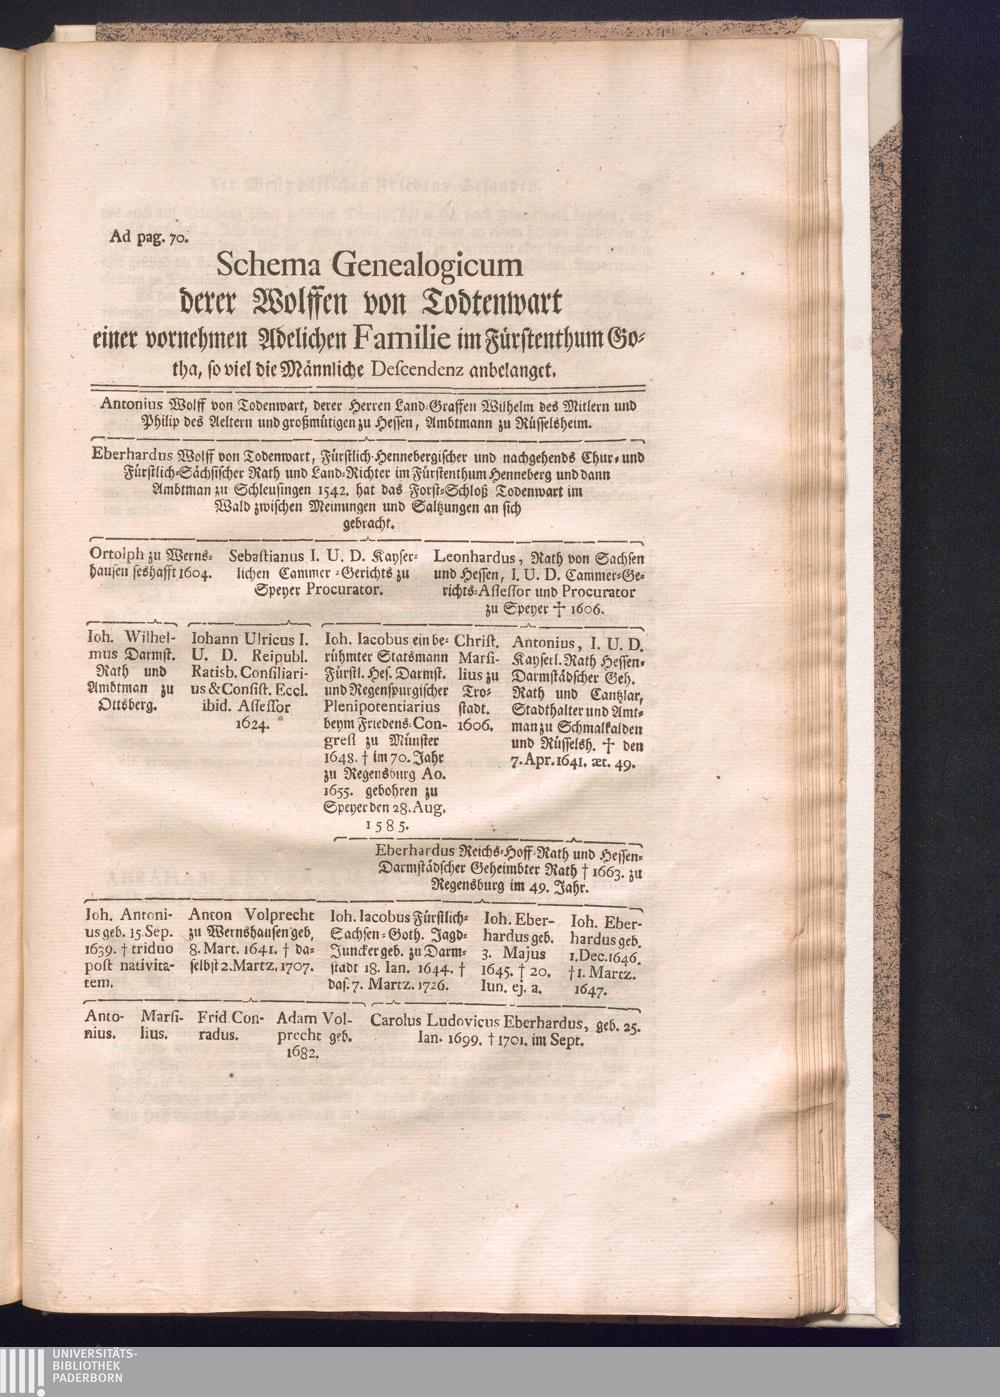 Ad pag. 70.
Schema Genealogicum
derer Wolffen von Todtenwart
einer vornehmen Adelichen Familie im Fürstenthum Go-
tha, so viel die Männliche Descendenz anbelanget.
Antonius Wolff von Todenwart, derer Herren Land-Graffen Wilhelm des Mitlern und
Philip des Aeltern und großmütigen zu Hessen, Ambtmann zu Rüsselsheim.
Eberhardus Wolff von Todenwart, Fürstlich-Hennebergischer und nachgehends Chur- und
Fürstlich-Sächsischer Rath und Land-Richter im Fürstenthum Henneberg und dann
Ambtman zu Schleusingen 1542. hat das Forst-Schloß Todenwart im
Wald zwischen Meinungen und Saltzungen an sich
gebracht.
Ortolph zu Werns-
hausen seshafft 1604.
Sebastianus I. U. D. Kayser-
lichen Cammer-Gerichts zu
Speyer Procurator.
Leonhardus, Rath von Sachsen
und Hessen, I. U. D. Cammer-Ge-
richts-Assessor und Procurator
zu Speyer † 1606.
Ioh. Wilhel-
mus Darmst.
Rath und
Ambtman zu
Ottsberg.
Iohann Ulricus I.
U. D. Reipubl.
Ratisb. Consiliari-
us & Consist. Eccl.
ibid. Assessor
1624.
Ioh. Iacobus ein be-
rühmter Statsmann
Fürstl. Hes. Darmst.
und Regenspurgischer
Plenipotentiarius
beym Friedens-Con-
gress zu Münster
1648. † im 70. Jahr
zu Regensburg Ao.
1655. gebohren zu
Speyer den 28. Aug.
1585.
Christ.
Marsi-
lius zu
Tro-
stadt.
1606.
Antonius, I. U. D.
Kayserl. Rath Hessen-
Darmstädscher Geh.
Rath und Cantzlar,
Stadthalter und Amt-
man zu Schmalkalden
und Rüsselsh. † den
7. Apr. 1641. æt. 49.
Eberhardus Reichs-Hoff-Rath und Hessen-
Darmstädscher Geheimbter Rath † 1663. zu
Regensburg im 49. Jahr.
Ioh. Antoni-
us geb. 15. Sep.
1639. † triduo
post nativita-
tem.
Anton Volprecht
zu Wernshausen geb,
8. Mart. 1641. † da-
selbst 2. Martz. 1707.
Ioh. Iacobus Fürstlich-
Sachsen-Goth. Jagd-
Juncker geb. zu Darm-
stadt 18. Ian. 1644. †
das. 7. Martz. 1726.
Ioh. Eber-
hardus geb.
3. Majus
1645. † 20.
Iun. ej. a.
Ioh. Eber-
hardus geb.
1. Dec. 1646.
† 1. Martz.
1647.
Anto-
nius.
Marsi-
lius.
Frid Con-
radus.
Adam Vol-
precht geb.
1682.
Carolus Ludovicus Eberhardus, geb. 25.
Ian. 1699. † 1701. im Sept.
UNIVERSITÄTS-
BIBLIOTHEK
PADERBORN